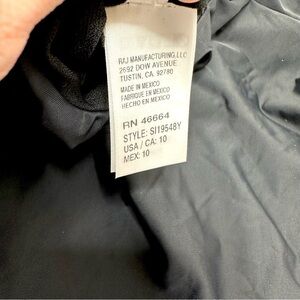 RAJ MANUFACTURING LLC
2692 DOW AVENUE
TUSTIN, CA. 92780
MADE IN MEXICO
FABRIQUE EN MEXICO
HECHO EN MEXICO
RN 46664
STYLE: SI19548Y
USA / CA: 10
MEX: 10